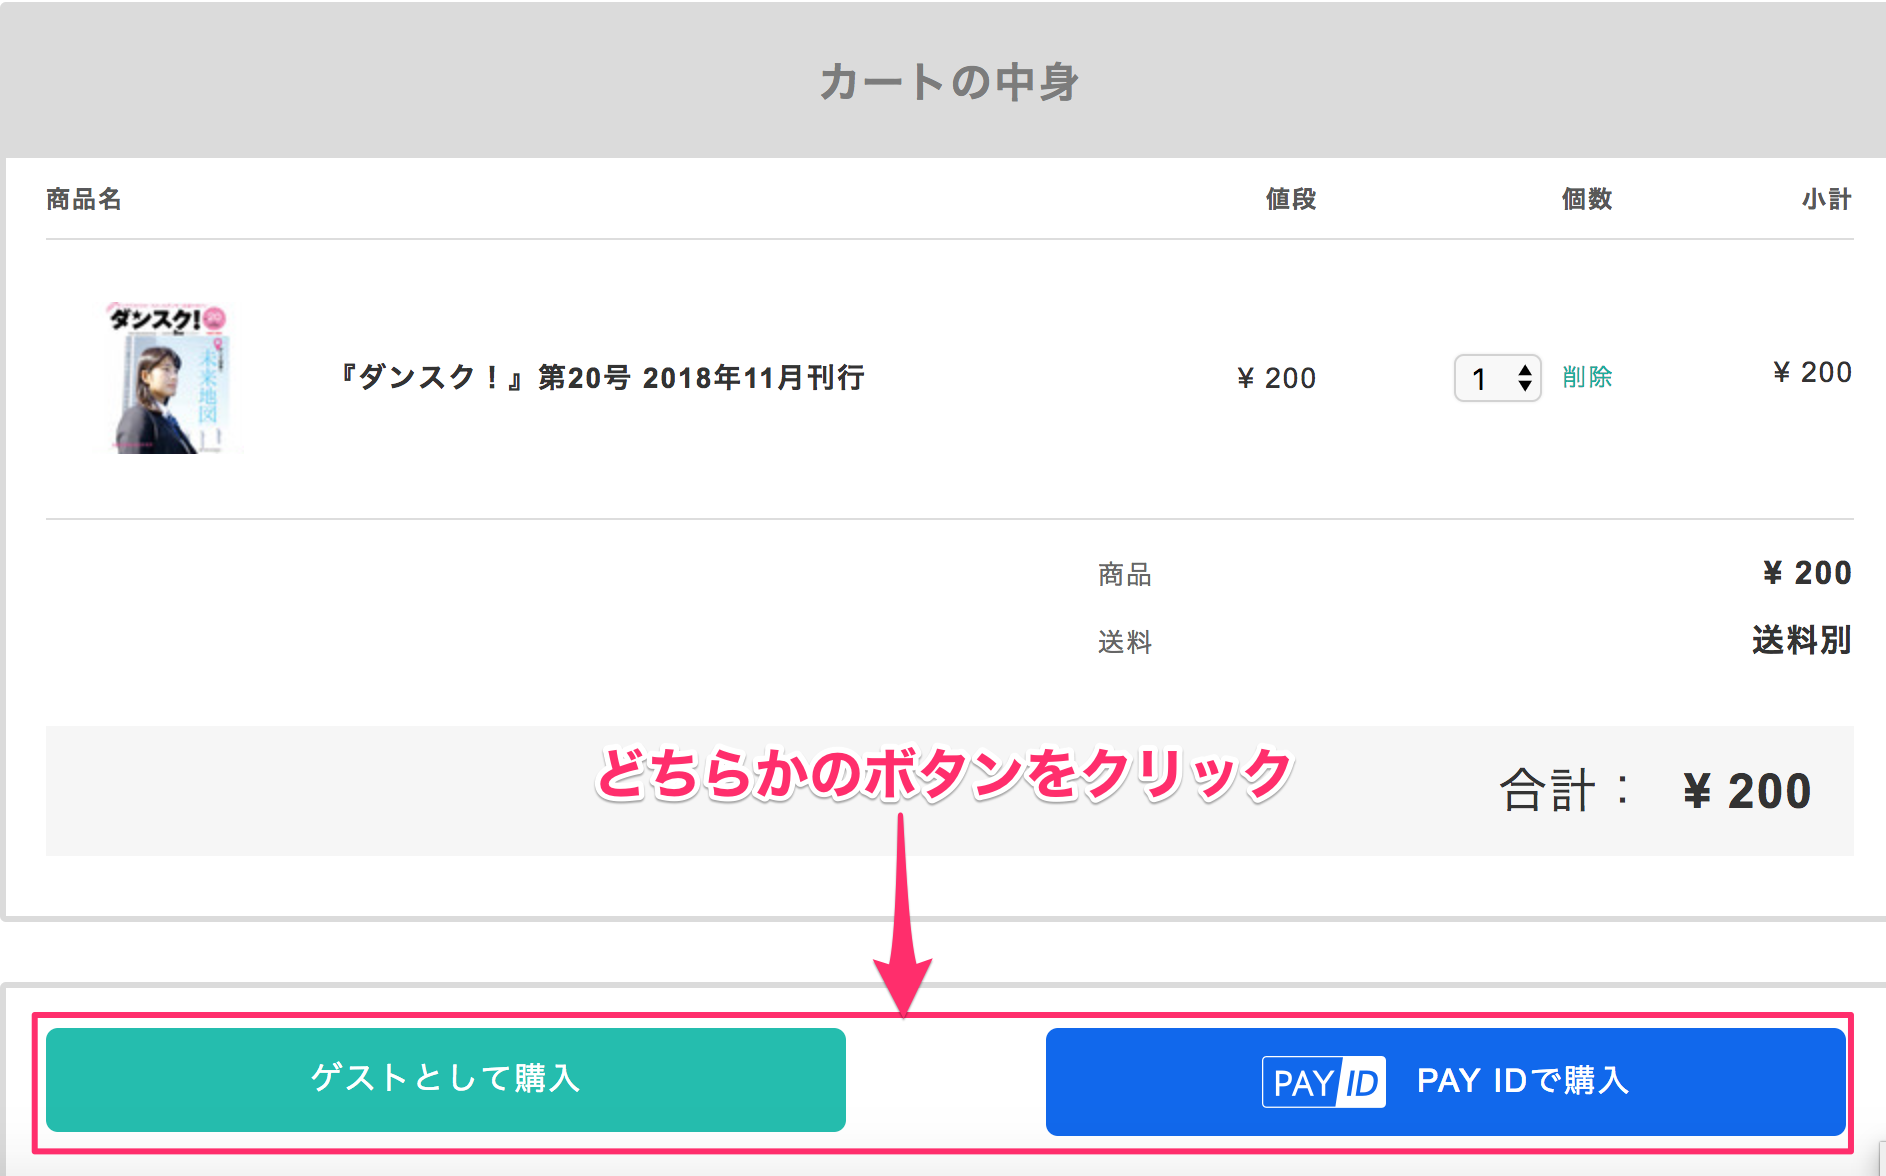 カートの中身
商品名 値段 個数 小計
ダンスク!
20
未来地図
『ダンスク！』第20号 2018年11月刊行 ¥ 200 1 削除 ¥ 200
商品 ¥ 200
送料 送料別
どちらかのボタンをクリック
合計： ¥ 200
ゲストとして購入
PAY ID PAY IDで購入